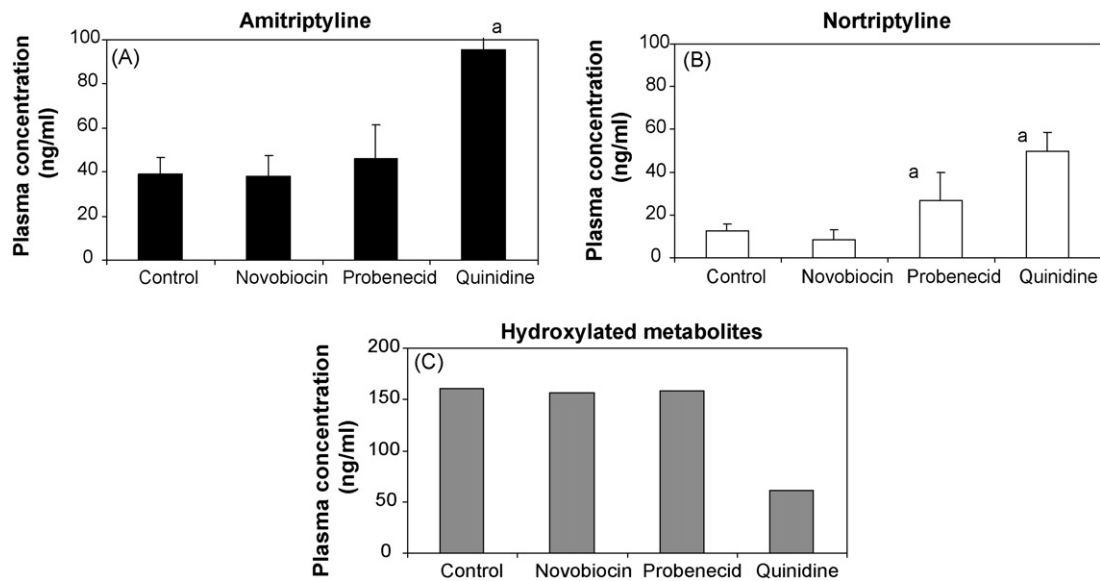 Amitriptyline
(A)
a
Plasma concentration
(ng/ml)
100
80
60
40
20
0
Control Novobiocin Probenecid Quinidine
Nortriptyline
(B)
a
a
Plasma concentration
(ng/ml)
100
80
60
40
20
0
Control Novobiocin Probenecid Quinidine
Hydroxylated metabolites
(C)
Plasma concentration
(ng/ml)
200
150
100
50
0
Control Novobiocin Probenecid Quinidine